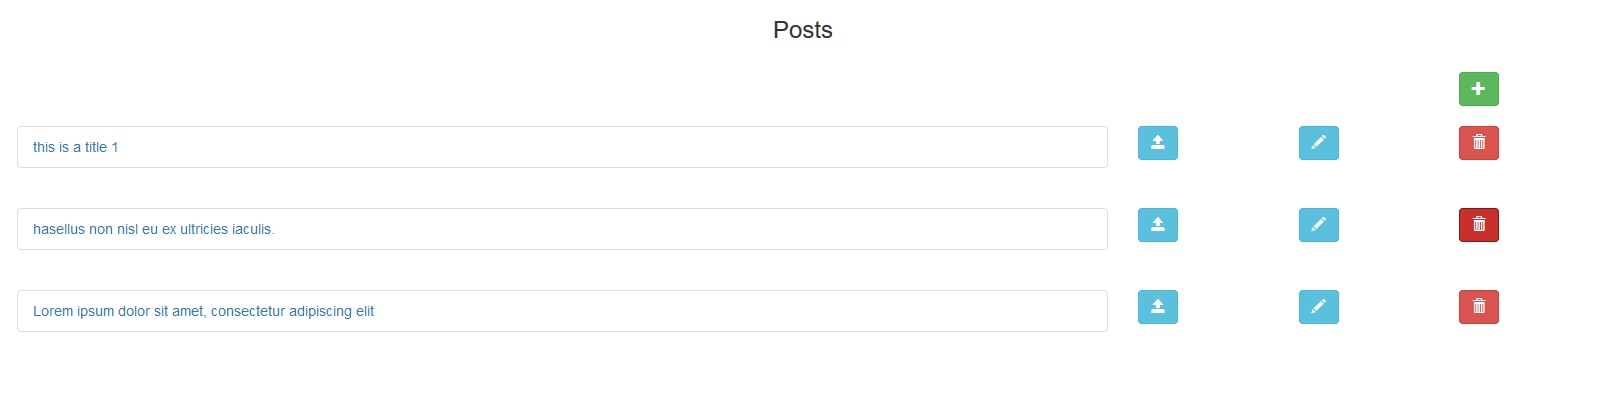 Posts
this is a title 1
hasellus non nisl eu ex ultricies iaculis.
Lorem ipsum dolor sit amet, consectetur adipiscing elit